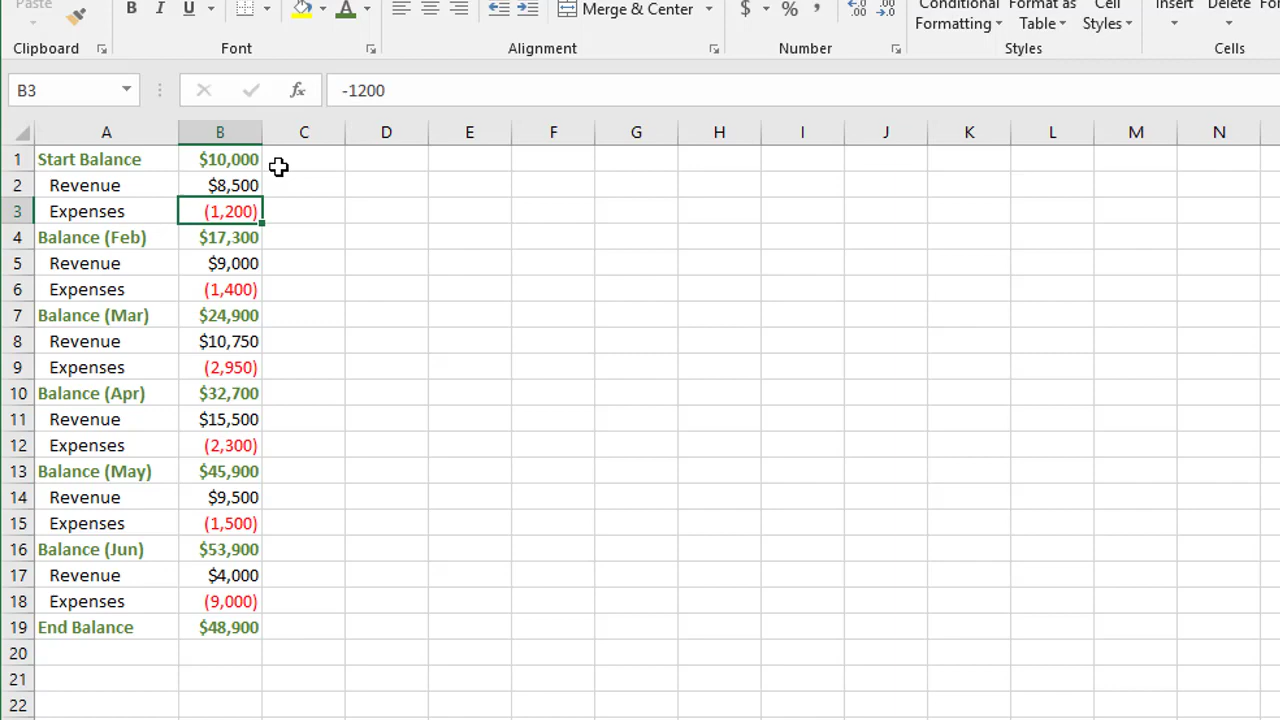 Paste
B I U A Merge & Center $ % , Conditional Format as Cell Insert Delete
Formatting Table Styles
Clipboard Font Alignment Number Styles Cells
B3 fx -1200
A B C D E F G H I J K L M N
1 Start Balance $10,000
2 Revenue $8,500
3 Expenses (1,200)
4 Balance (Feb) $17,300
5 Revenue $9,000
6 Expenses (1,400)
7 Balance (Mar) $24,900
8 Revenue $10,750
9 Expenses (2,950)
10 Balance (Apr) $32,700
11 Revenue $15,500
12 Expenses (2,300)
13 Balance (May) $45,900
14 Revenue $9,500
15 Expenses (1,500)
16 Balance (Jun) $53,900
17 Revenue $4,000
18 Expenses (9,000)
19 End Balance $48,900
20
21
22